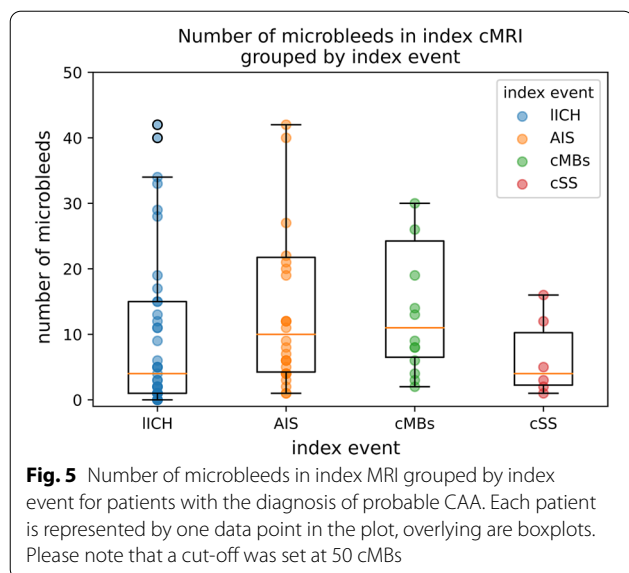 Number of microbleeds in index cMRI
grouped by index event
50
40
30
20
10
0
number of microbleeds
index event
lICH
AIS
cMBs
cSS
lICH
AIS
cMBs
cSS
index event
Fig. 5 Number of microbleeds in index MRI grouped by index
event for patients with the diagnosis of probable CAA. Each patient
is represented by one data point in the plot, overlying are boxplots.
Please note that a cut-off was set at 50 cMBs